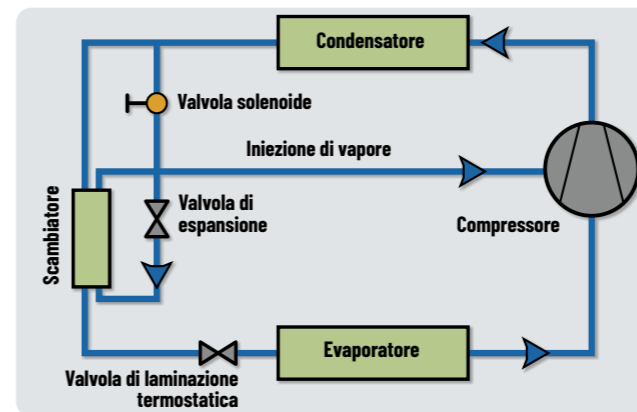 Condensatore
Valvola solenoide
Iniezione di vapore
Valvola di
espansione
Compressore
Scambiatore
Evaporatore
Valvola di laminazione
termostatica